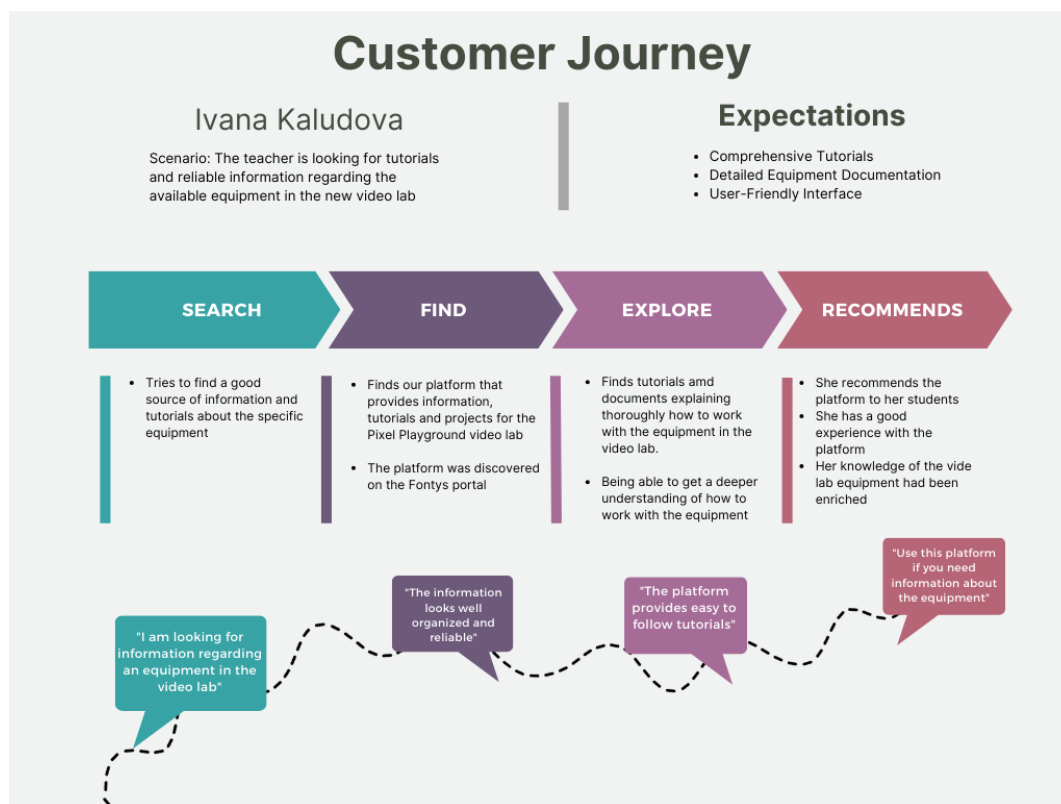 Customer Journey
Ivana Kaludova
Scenario: The teacher is looking for tutorials
and reliable information regarding the
available equipment in the new video lab
Expectations
• Comprehensive Tutorials
• Detailed Equipment Documentation
• User-Friendly Interface
SEARCH
FIND
EXPLORE
RECOMMENDS
• Tries to find a good
source of information and
tutorials about the specific
equipment
• Finds our platform that
provides information,
tutorials and projects for the
Pixel Playground video lab
• The platform was discovered
on the Fontys portal
• Finds tutorials amd
documents explaining
thoroughly how to work
with the equipment in the
video lab.
• Being able to get a deeper
understanding of how to
work with the equipment
• She recommends the
platform to her students
• She has a good
experience with the
platform
• Her knowledge of the vide
lab equipment had been
enriched
"I am looking for
information regarding
an equipment in the
video lab"
"The information
looks well
organized and
reliable"
"The platform
provides easy to
follow tutorials"
"Use this platform
if you need
information about
the equipment"